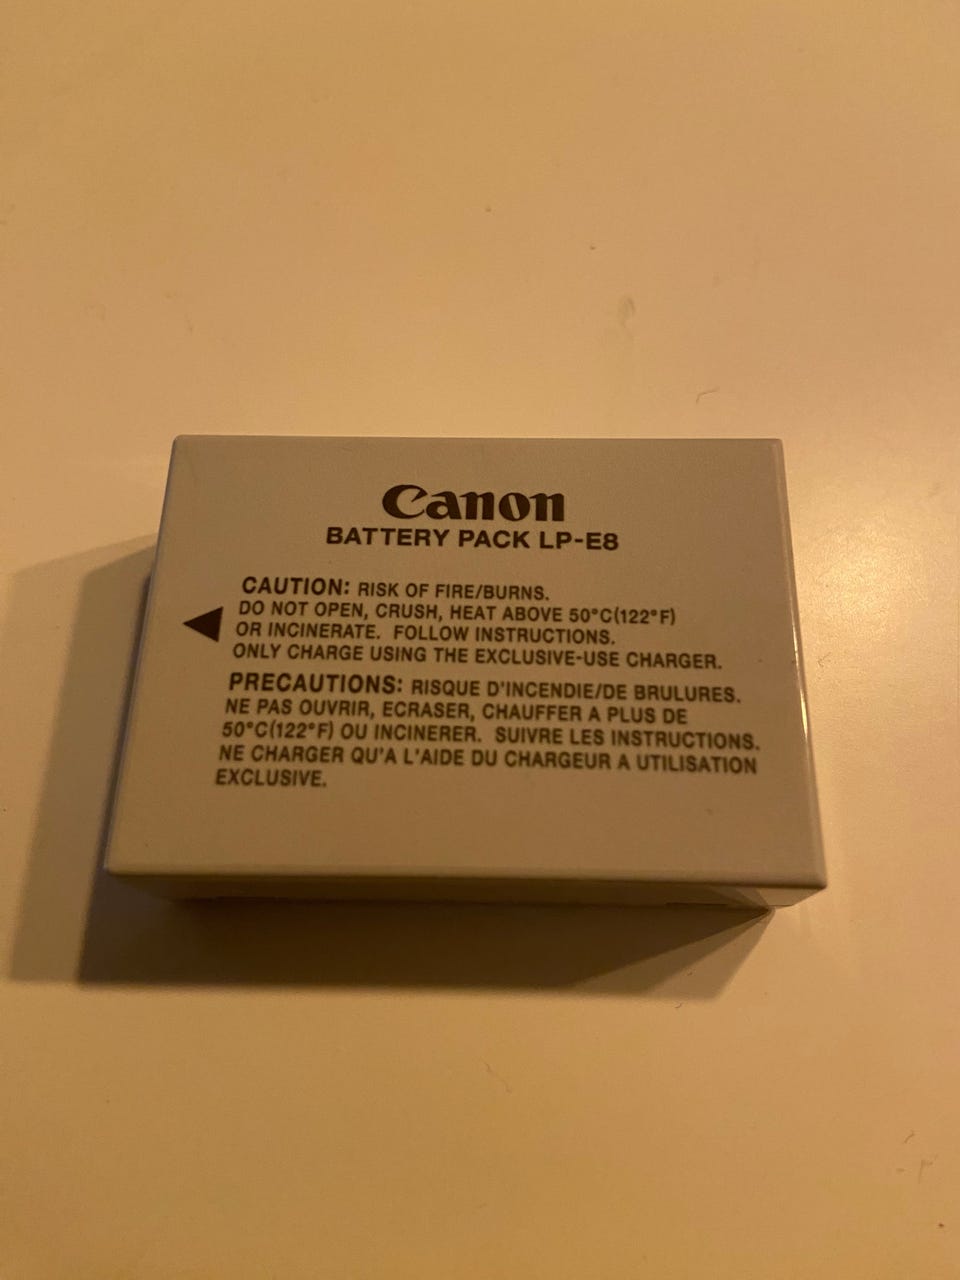 Canon
BATTERY PACK LP-E8
CAUTION: RISK OF FIRE/BURNS.
DO NOT OPEN, CRUSH, HEAT ABOVE 50°C(122°F)
OR INCINERATE. FOLLOW INSTRUCTIONS.
ONLY CHARGE USING THE EXCLUSIVE-USE CHARGER.
PRECAUTIONS: RISQUE D'INCENDIE/DE BRULURES.
NE PAS OUVRIR, ECRASER, CHAUFFER A PLUS DE
50°C(122°F) OU INCINERER. SUIVRE LES INSTRUCTIONS.
NE CHARGER QU'A L'AIDE DU CHARGEUR A UTILISATION
EXCLUSIVE.